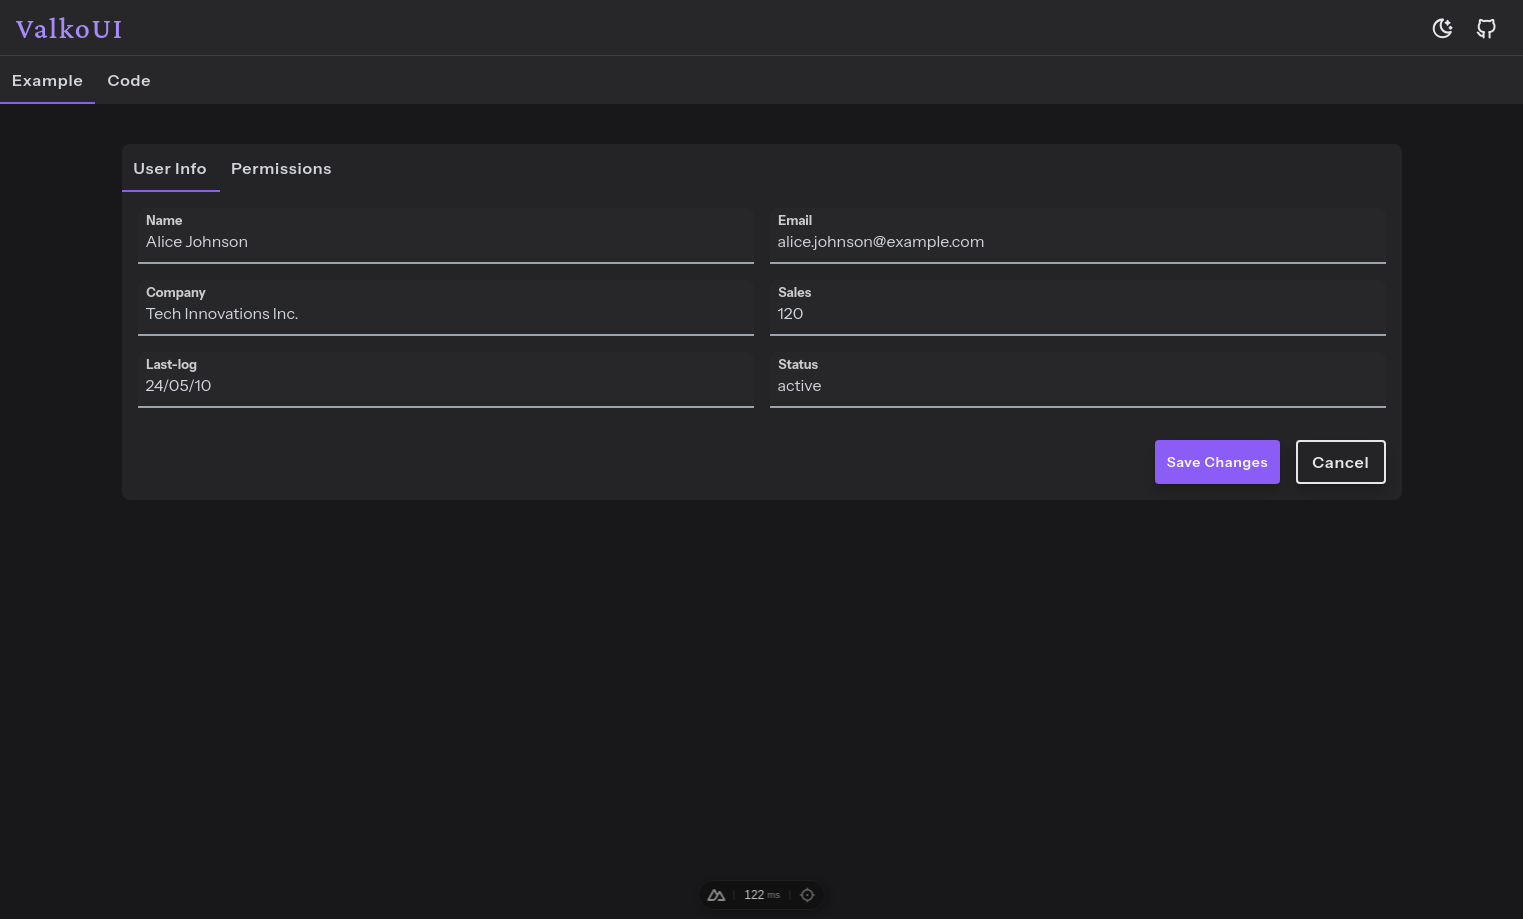 ValkoUI
Example Code
User Info Permissions
Name
Alice Johnson
Email
alice.johnson@example.com
Company
Tech Innovations Inc.
Sales
120
Last-log
24/05/10
Status
active
Save Changes Cancel
122 ms